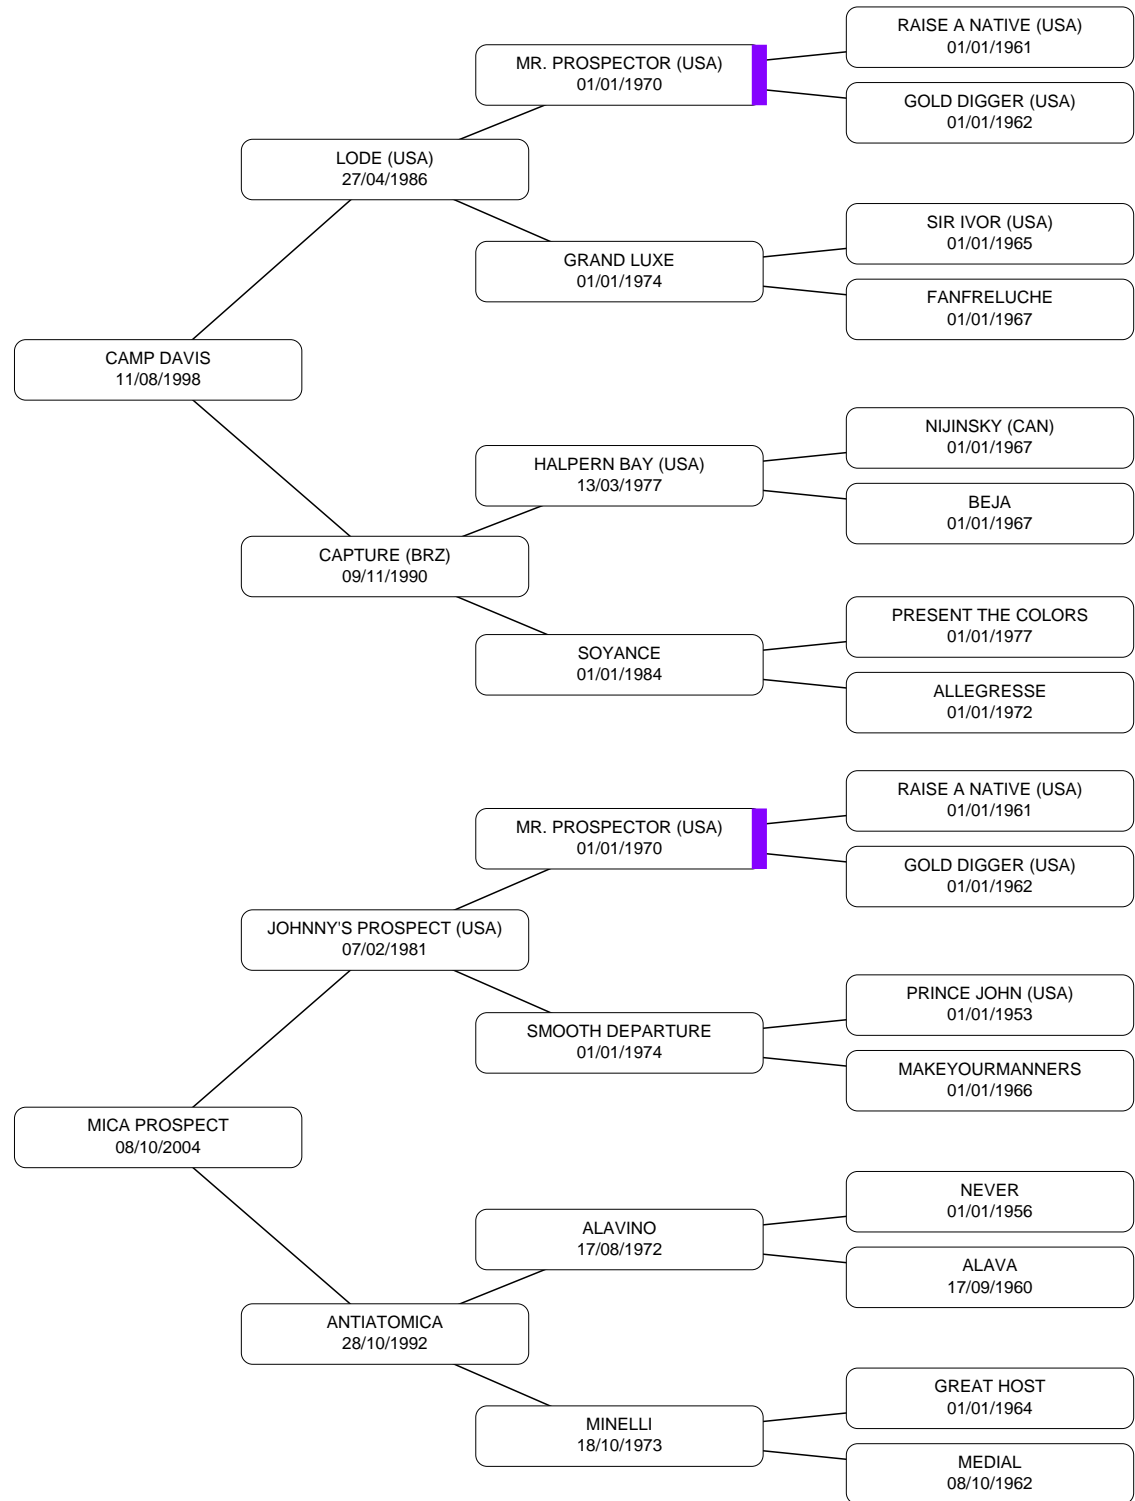 RAISE A NATIVE (USA)
01/01/1961
MR. PROSPECTOR (USA)
01/01/1970
GOLD DIGGER (USA)
01/01/1962
LODE (USA)
27/04/1986
SIR IVOR (USA)
01/01/1965
GRAND LUXE
01/01/1974
FANFRELUCHE
01/01/1967
CAMP DAVIS
11/08/1998
NIJINSKY (CAN)
01/01/1967
HALPERN BAY (USA)
13/03/1977
BEJA
01/01/1967
CAPTURE (BRZ)
09/11/1990
PRESENT THE COLORS
01/01/1977
SOYANCE
01/01/1984
ALLEGRESSE
01/01/1972
RAISE A NATIVE (USA)
01/01/1961
MR. PROSPECTOR (USA)
01/01/1970
GOLD DIGGER (USA)
01/01/1962
JOHNNY'S PROSPECT (USA)
07/02/1981
PRINCE JOHN (USA)
01/01/1953
SMOOTH DEPARTURE
01/01/1974
MAKEYOURMANNERS
01/01/1966
MICA PROSPECT
08/10/2004
NEVER
01/01/1956
ALAVINO
17/08/1972
ALAVA
17/09/1960
ANTIATOMICA
28/10/1992
GREAT HOST
01/01/1964
MINELLI
18/10/1973
MEDIAL
08/10/1962